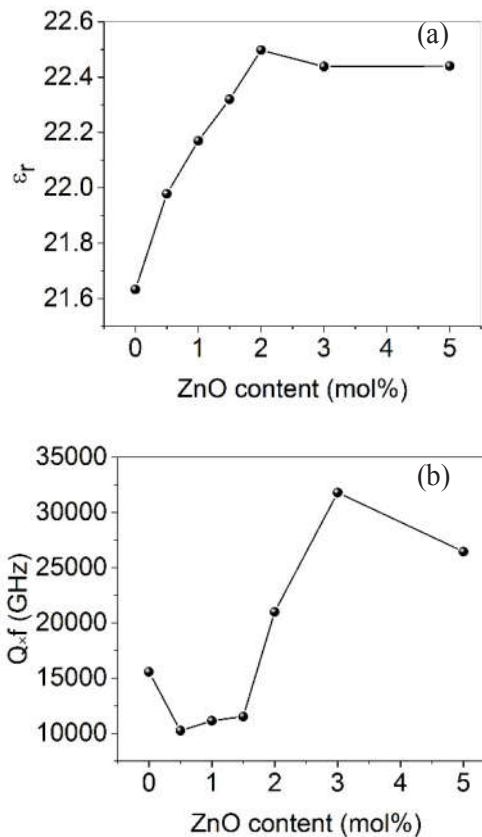 22.6
(a)
22.4
22.2
22.0
21.8
21.6
εr
0 1 2 3 4 5
ZnO content (mol%)
35000
(b)
30000
25000
20000
15000
10000
Q×f (GHz)
0 1 2 3 4 5
ZnO content (mol%)